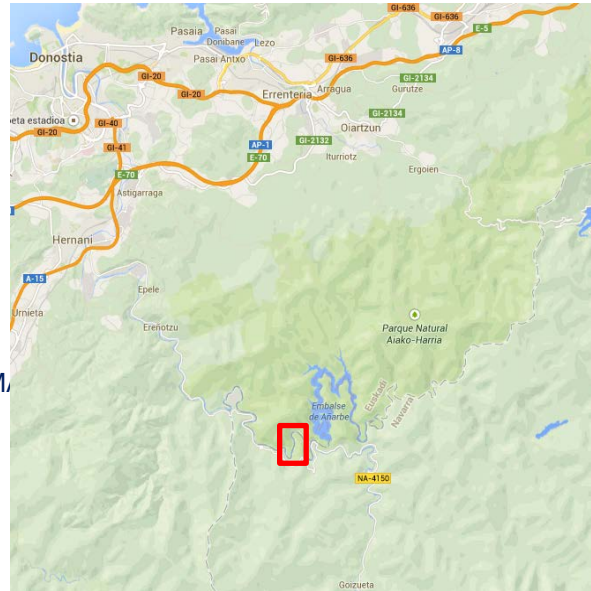 GI-636
GI-636
E-5
Pasaia
Pasai
Donibane
Lezo
AP-8
Donostia
Pasai Antxo
GI-636
GI-20
GI-2134
GI-20
Errenteria
Arragua
Gurutze
GI-2134
eta estadioa
GI-40
GI-20
Oiartzun
GI-41
AP-1
GI-2132
E-70
Iturriotz
E-70
Ergoien
Astigarraga
Hernani
A-15
Epele
Urnieta
Ereñotzu
Parque Natural
Aiako-Harria
MA
Euskadi
Navarra
Embalse
de Añarbe
NA-4150
Goizueta